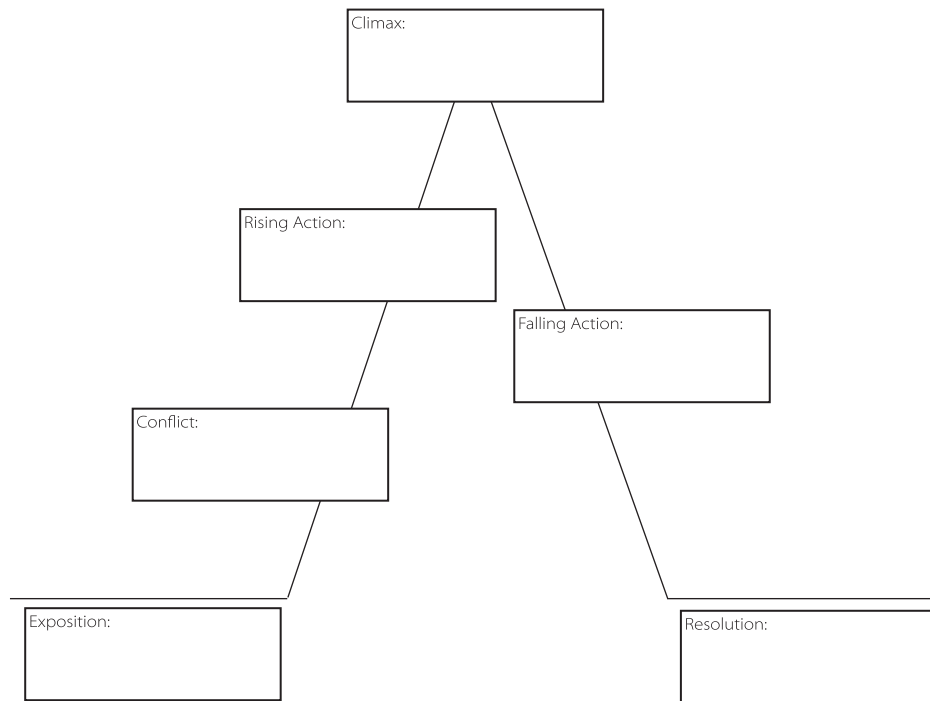 Climax:
Rising Action:
Falling Action:
Conflict:
Exposition:
Resolution: